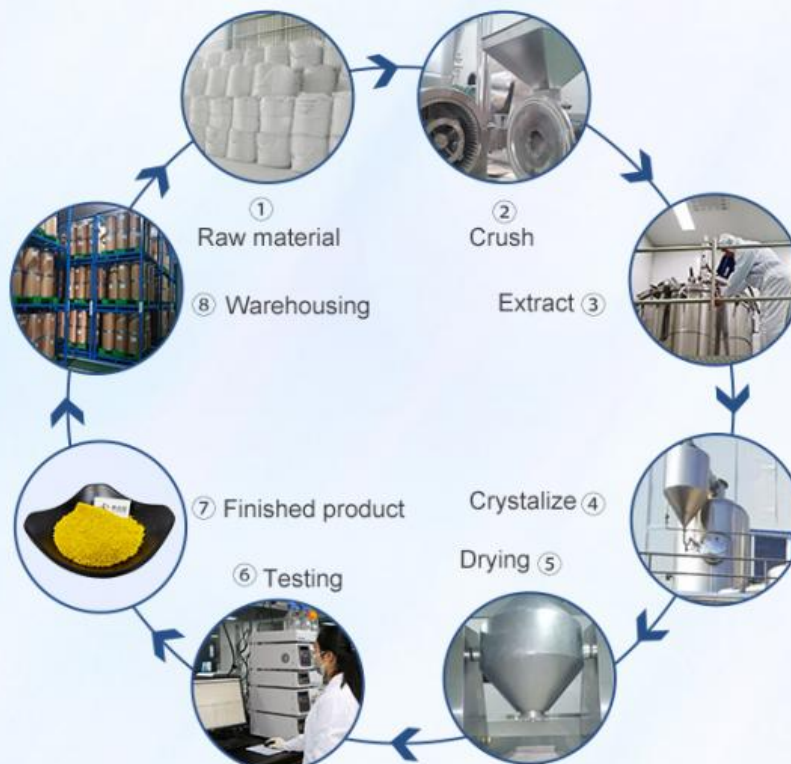 ①
Raw material
②
Crush
Extract ③
Crystalize ④
Drying ⑤
⑥ Testing
⑦ Finished product
⑧ Warehousing